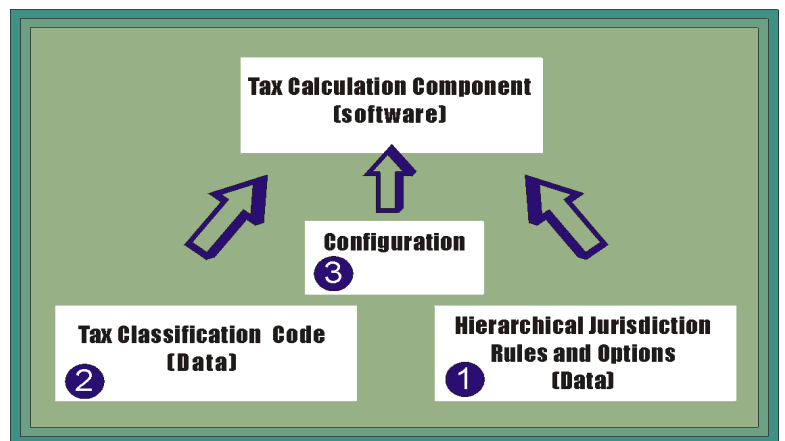 Tax Calculation Component
(software)
Configuration
3
Tax Classification Code
(Data)
2
Hierarchical Jurisdiction
Rules and Options
(Data)
1